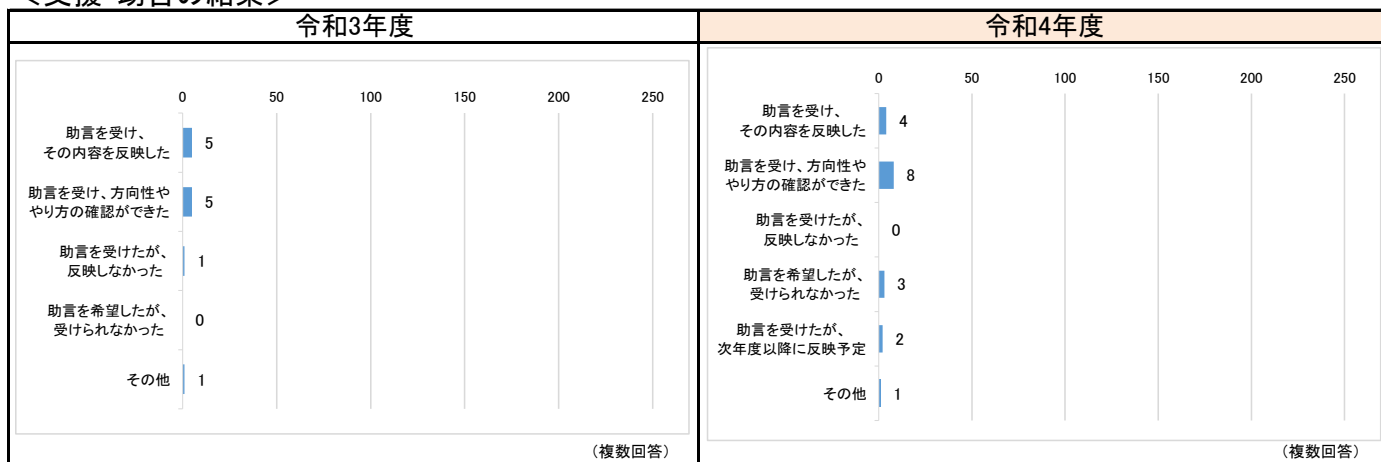 ＜支援・助言の結果＞
令和3年度
0 50 100 150 200 250
助言を受け、
その内容を反映した
5
助言を受け、方向性や
やり方の確認ができた
5
助言を受けたが、
反映しなかった
1
助言を希望したが、
受けられなかった
0
その他
1
（複数回答）
令和4年度
0 50 100 150 200 250
助言を受け、
その内容を反映した
4
助言を受け、方向性や
やり方の確認ができた
8
助言を受けたが、
反映しなかった
0
助言を希望したが、
受けられなかった
3
助言を受けたが、
次年度以降に反映予定
2
その他
1
（複数回答）